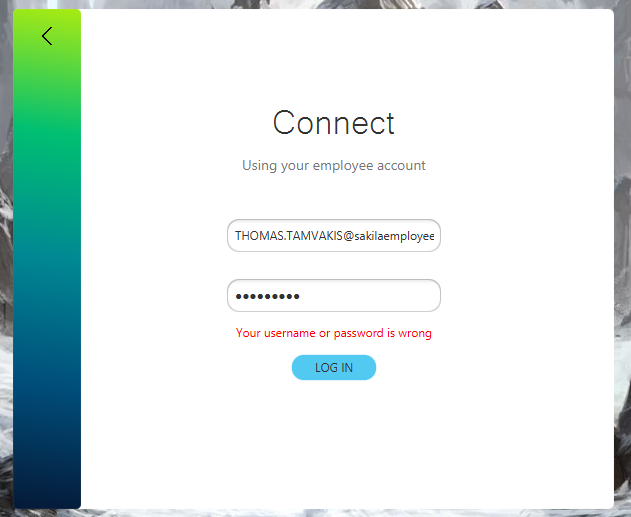 Connect
Using your employee account
THOMAS.TAMVAKIS@sakilaemployee
•••••••••
Your username or password is wrong
LOG IN